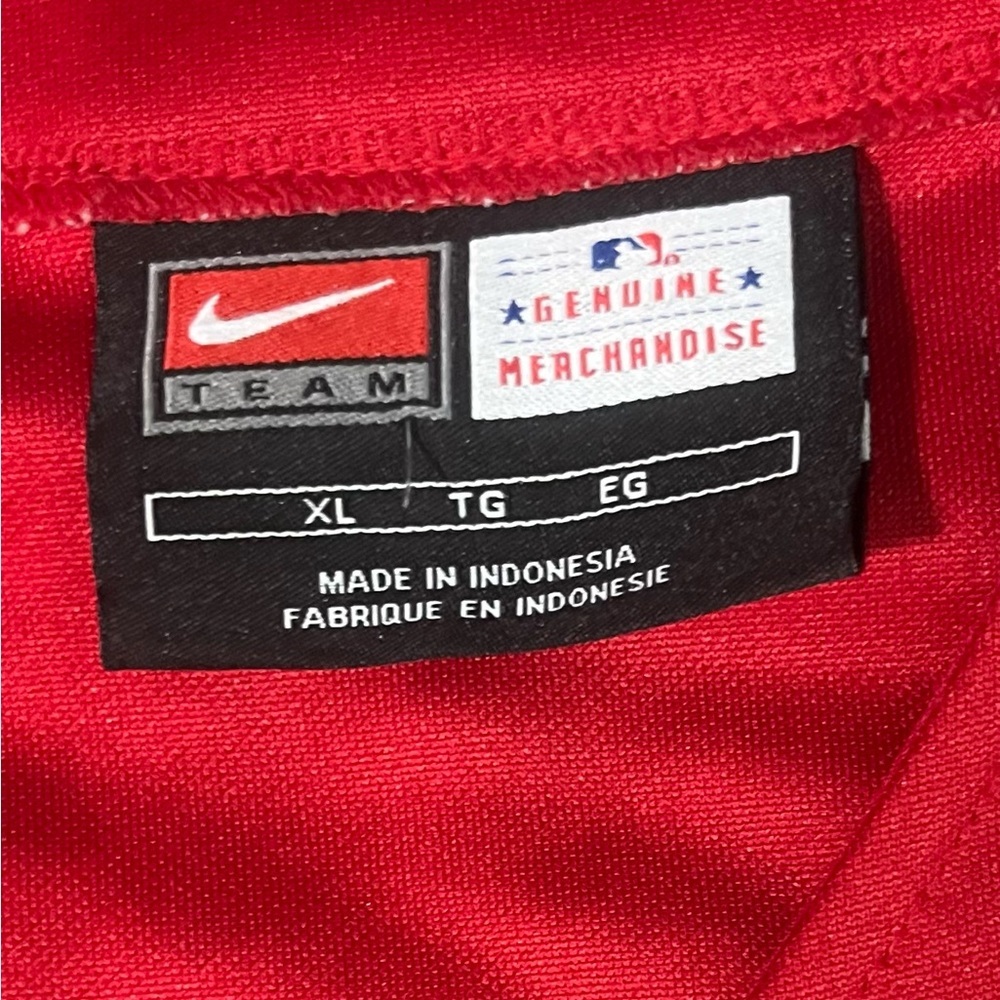 TEAM
GENUINE
MERCHANDISE
XL TG EG
MADE IN INDONESIA
FABRIQUE EN INDONESIE